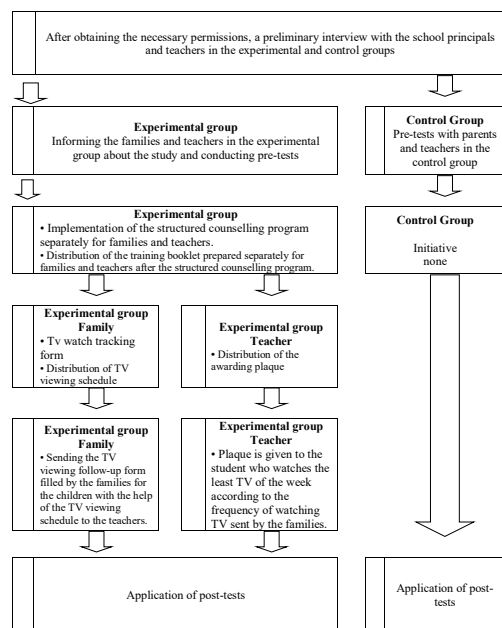 After obtaining the necessary permissions, a preliminary interview with the school principals
and teachers in the experimental and control groups
Experimental group
Informing the families and teachers in the experimental
group about the study and conducting pre-tests
Control Group
Pre-tests with parents
and teachers in the
control group
Experimental group
• Implementation of the structured counselling program
separately for families and teachers.
• Distribution of the training booklet prepared separately for
families and teachers after the structured counselling program.
Control Group
Initiative
none
Experimental group
Family
• Tv watch tracking
form
• Distribution of TV
viewing schedule
Experimental group
Teacher
• Distribution of the
awarding plaque
Experimental group
Family
• Sending the TV
viewing follow-up form
filled by the families for
the children with the help
of the TV viewing
schedule to the teachers.
Experimental group
Teacher
• Plaque is given to the
student who watches the
least TV of the week
according to the
frequency of watching
TV sent by the families.
Application of post-tests
Application of post-
tests